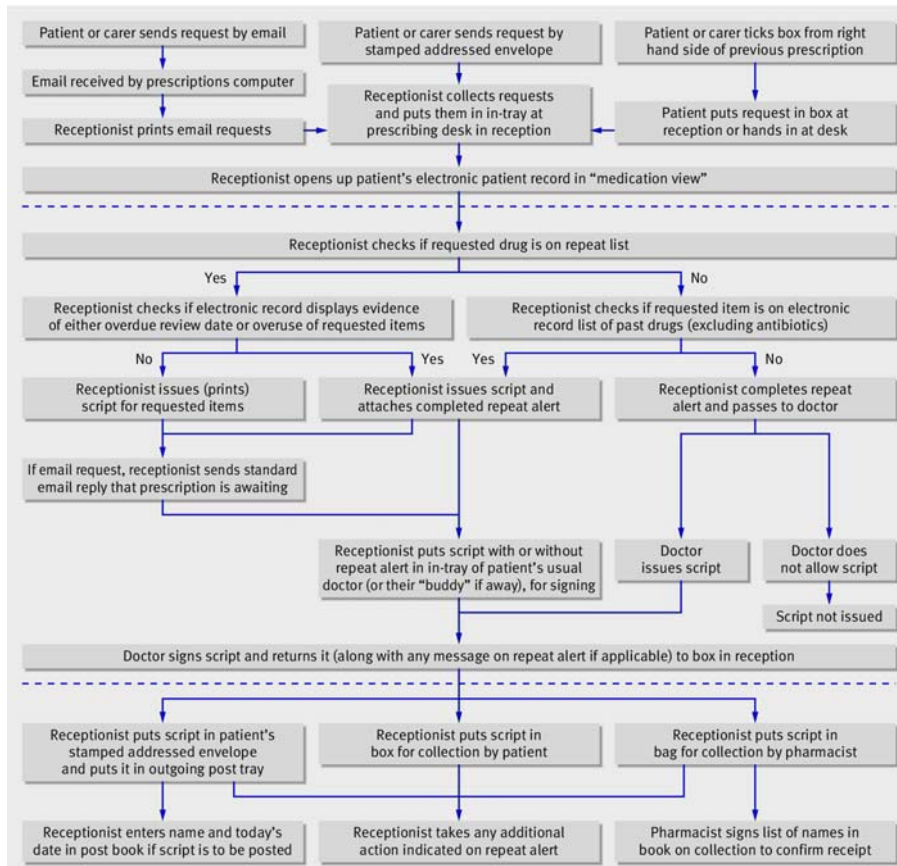 Patient or carer sends request by email
Patient or carer sends request by
stamped addressed envelope
Patient or carer ticks box from right
hand side of previous prescription
Email received by prescriptions computer
Receptionist collects requests
and puts them in in-tray at
prescribing desk in reception
Receptionist prints email requests
Patient puts request in box at
reception or hands in at desk
Receptionist opens up patient's electronic patient record in “medication view”
Receptionist checks if requested drug is on repeat list
Yes
No
Receptionist checks if electronic record displays evidence
of either overdue review date or overuse of requested items
Receptionist checks if requested item is on electronic
record list of past drugs (excluding antibiotics)
No
Yes
Yes
No
Receptionist issues (prints)
script for requested items
Receptionist issues script and
attaches completed repeat alert
Receptionist completes repeat
alert and passes to doctor
If email request, receptionist sends standard
email reply that prescription is awaiting
Receptionist puts script with or without
repeat alert in in-tray of patient's usual
doctor (or their “buddy” if away), for signing
Doctor
issues script
Doctor does
not allow script
Script not issued
Doctor signs script and returns it (along with any message on repeat alert if applicable) to box in reception
Receptionist puts script in patient's
stamped addressed envelope
and puts it in outgoing post tray
Receptionist puts script in
box for collection by patient
Receptionist puts script in
bag for collection by pharmacist
Receptionist enters name and today's
date in post book if script is to be posted
Receptionist takes any additional
action indicated on repeat alert
Pharmacist signs list of names in
book on collection to confirm receipt